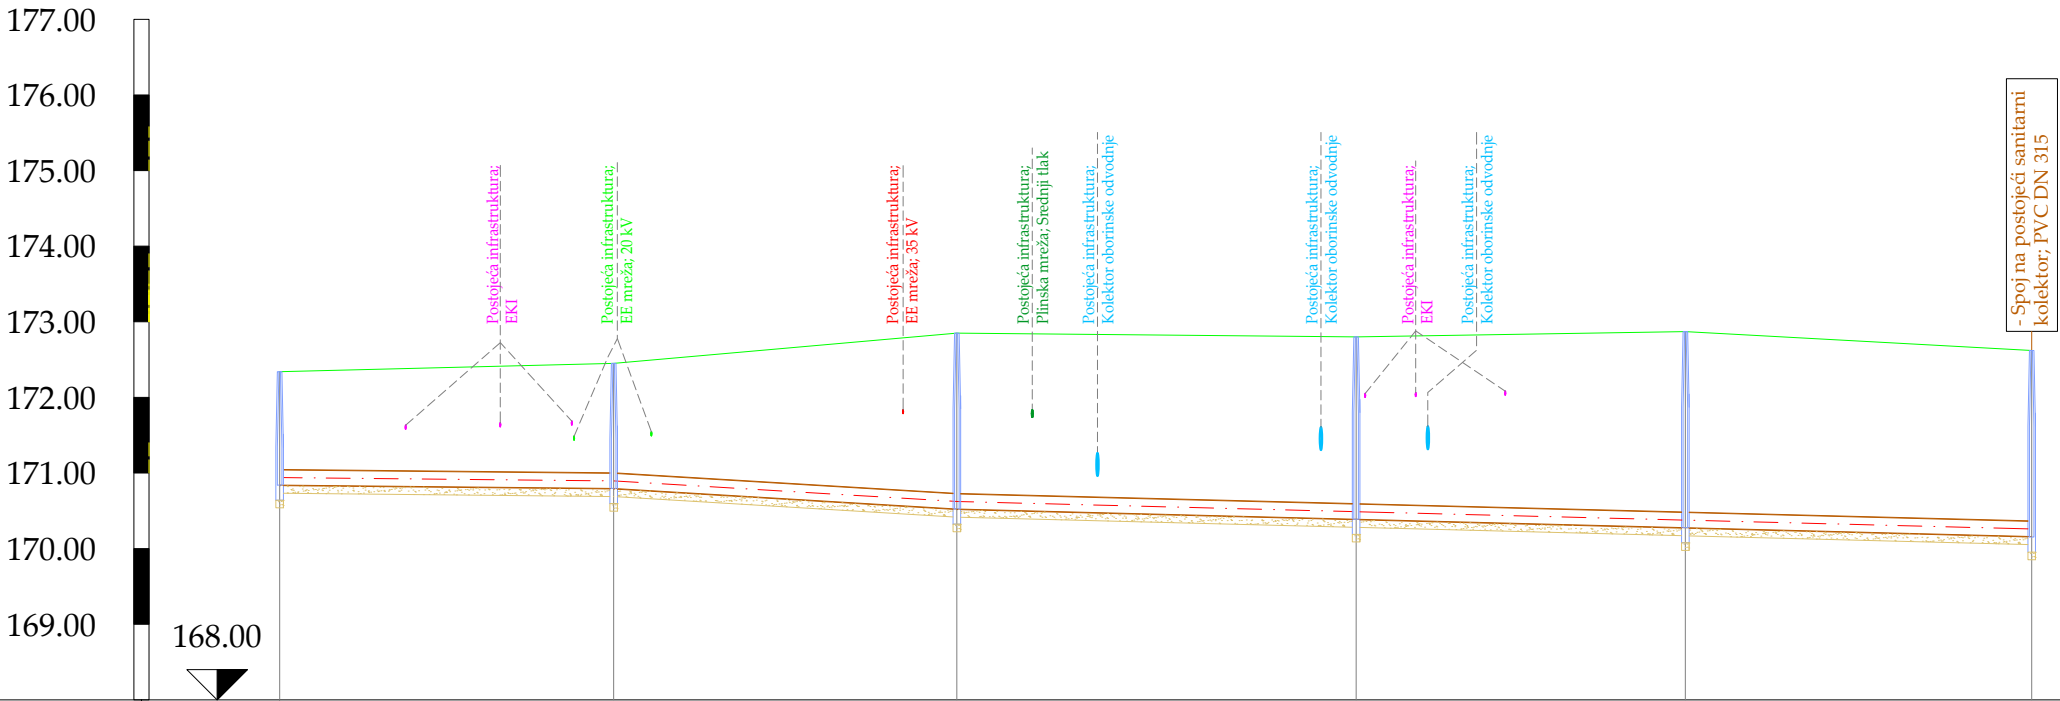 177.00
176.00
175.00
174.00
173.00
172.00
171.00
170.00
169.00
168.00
Postojeća infrastruktura;
EKI
Postojeća infrastruktura;
EE mreža; 20 kV
Postojeća infrastruktura;
EE mreža; 35 kV
Postojeća infrastruktura;
Plinska mreža; Srednji tlak
Postojeća infrastruktura;
Kolektor oborinske odvodnje
Postojeća infrastruktura;
Kolektor oborinske odvodnje
Postojeća infrastruktura;
EKI
Postojeća infrastruktura;
Kolektor oborinske odvodnje
- Spoj na postojeći sanitarni
kolektor; PVC DN 315